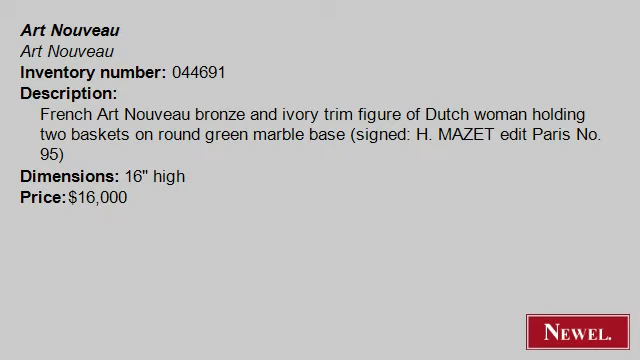 Art Nouveau
Art Nouveau
Inventory number: 044691
Description:
French Art Nouveau bronze and ivory trim figure of Dutch woman holding
two baskets on round green marble base (signed: H. MAZET edit Paris No.
95)
Dimensions: 16" high
Price:$16,000
NEWEL.